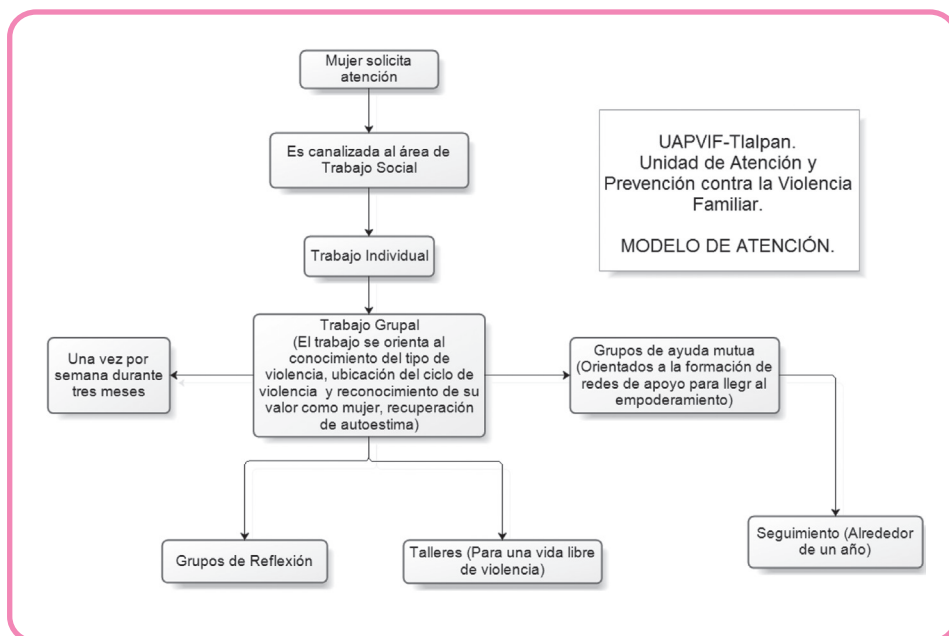 Mujer solicita
atención
Es canalizada al área de
Trabajo Social
UAPVIF-Tlalpan.
Unidad de Atención y
Prevención contra la Violencia
Familiar.
MODELO DE ATENCIÓN.
Trabajo Individual
Trabajo Grupal
(El trabajo se orienta al
conocimiento del tipo de
violencia, ubicación del ciclo de
violencia y reconocimiento de su
valor como mujer, recuperación
de autoestima)
Una vez por
semana durante
tres meses
Grupos de ayuda mutua
(Orientados a la formación de
redes de apoyo para llegr al
empoderamiento)
Grupos de Reflexión
Talleres (Para una vida libre
de violencia)
Seguimiento (Alrededor
de un año)